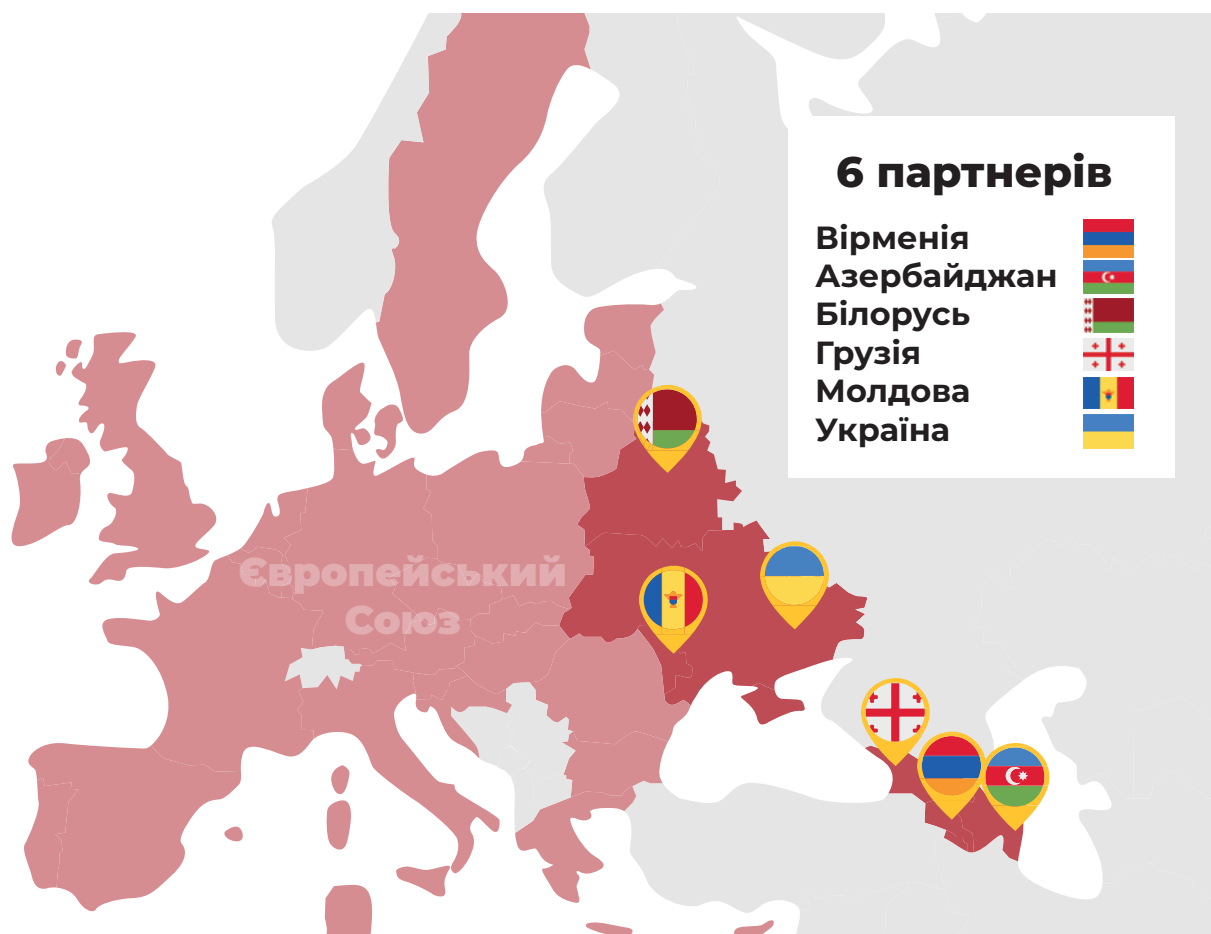 6 партнерів
Вірменія
Азербайджан
Білорусь
Грузія
Молдова
Україна
Європейський
Союз